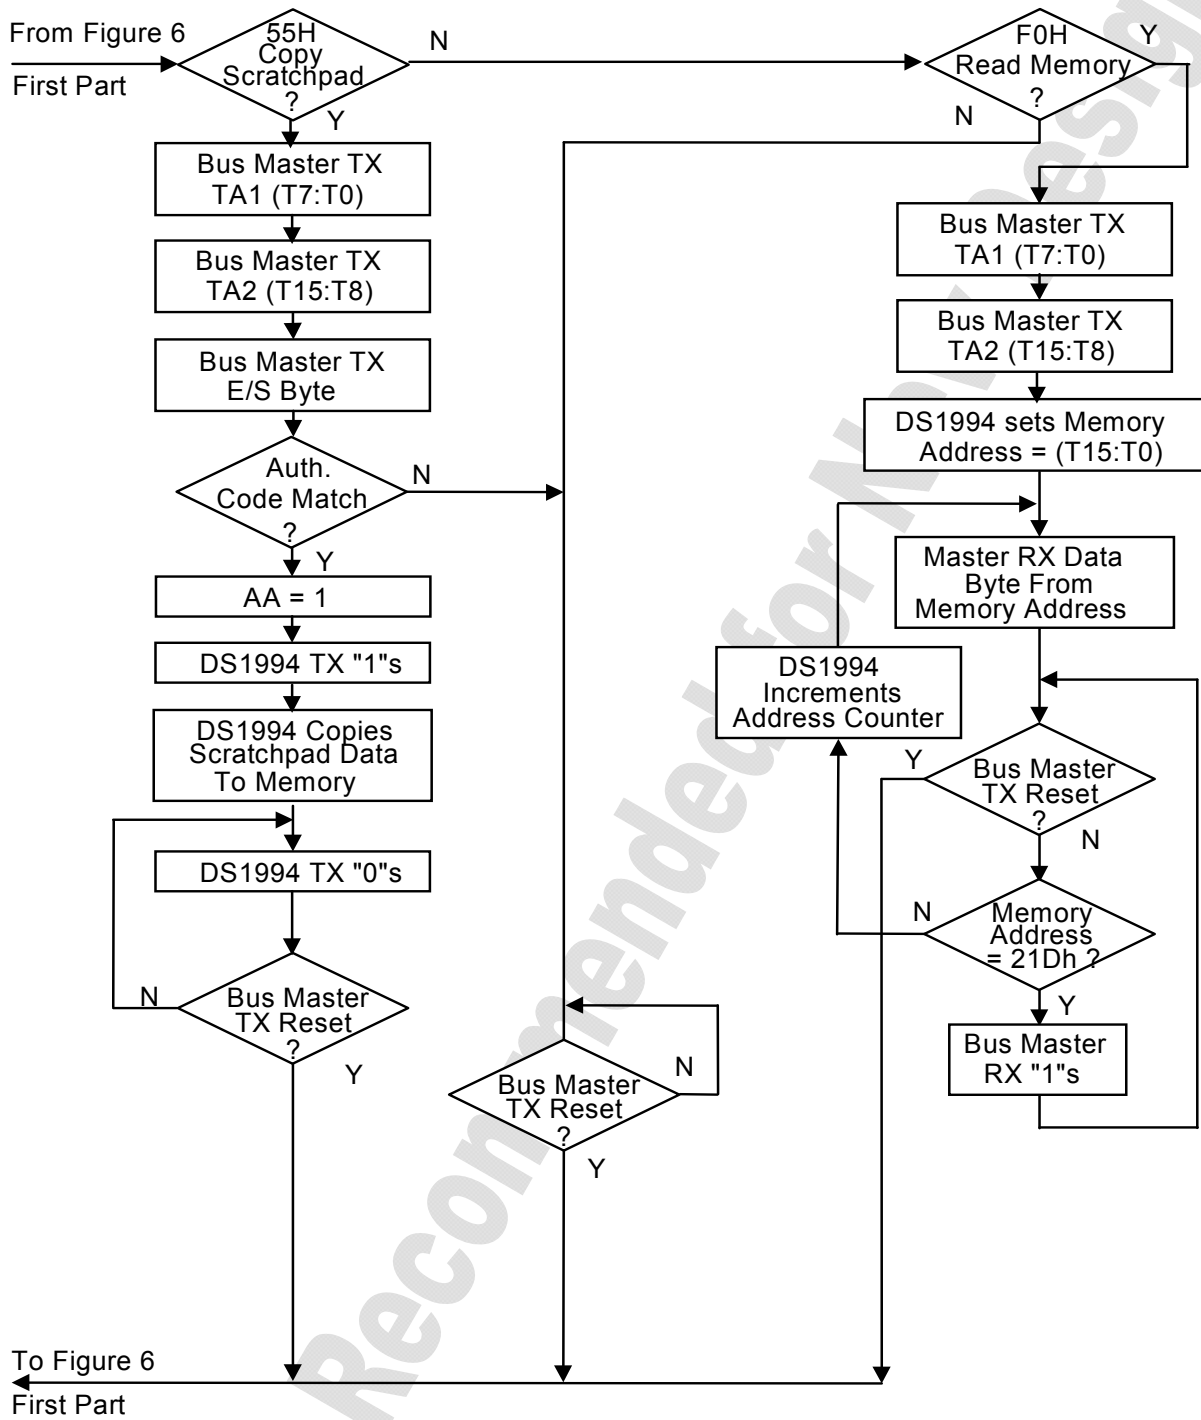 From Figure 6
First Part
55H
Copy
Scratchpad
?
N
Y
Bus Master TX
TA1 (T7:T0)
Bus Master TX
TA2 (T15:T8)
Bus Master TX
E/S Byte
Auth.
Code Match
?
N
Y
AA = 1
DS1994 TX "1"s
DS1994 Copies
Scratchpad Data
To Memory
DS1994 TX "0"s
Bus Master
TX Reset
?
N
Y
Bus Master
TX Reset
?
N
Y
F0H
Read Memory
?
Y
N
Bus Master TX
TA1 (T7:T0)
Bus Master TX
TA2 (T15:T8)
DS1994 sets Memory
Address = (T15:T0)
Master RX Data
Byte From
Memory Address
DS1994
Increments
Address Counter
Bus Master
TX Reset
?
Y
N
Memory
Address
= 21Dh ?
N
Y
Bus Master
RX "1"s
To Figure 6
First Part
Recommended for New Desig